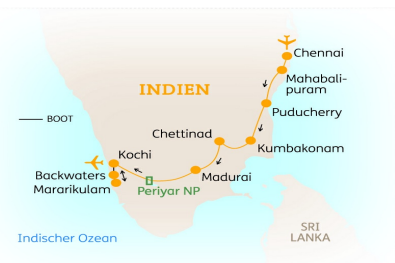 Chennai
Mahabali-
puram
INDIEN
Puducherry
BOOT
Chettinad
Kumbakonam
Kochi
Madurai
Backwaters
Mararikulam
Periyar NP
SRI
LANKA
Indischer Ozean